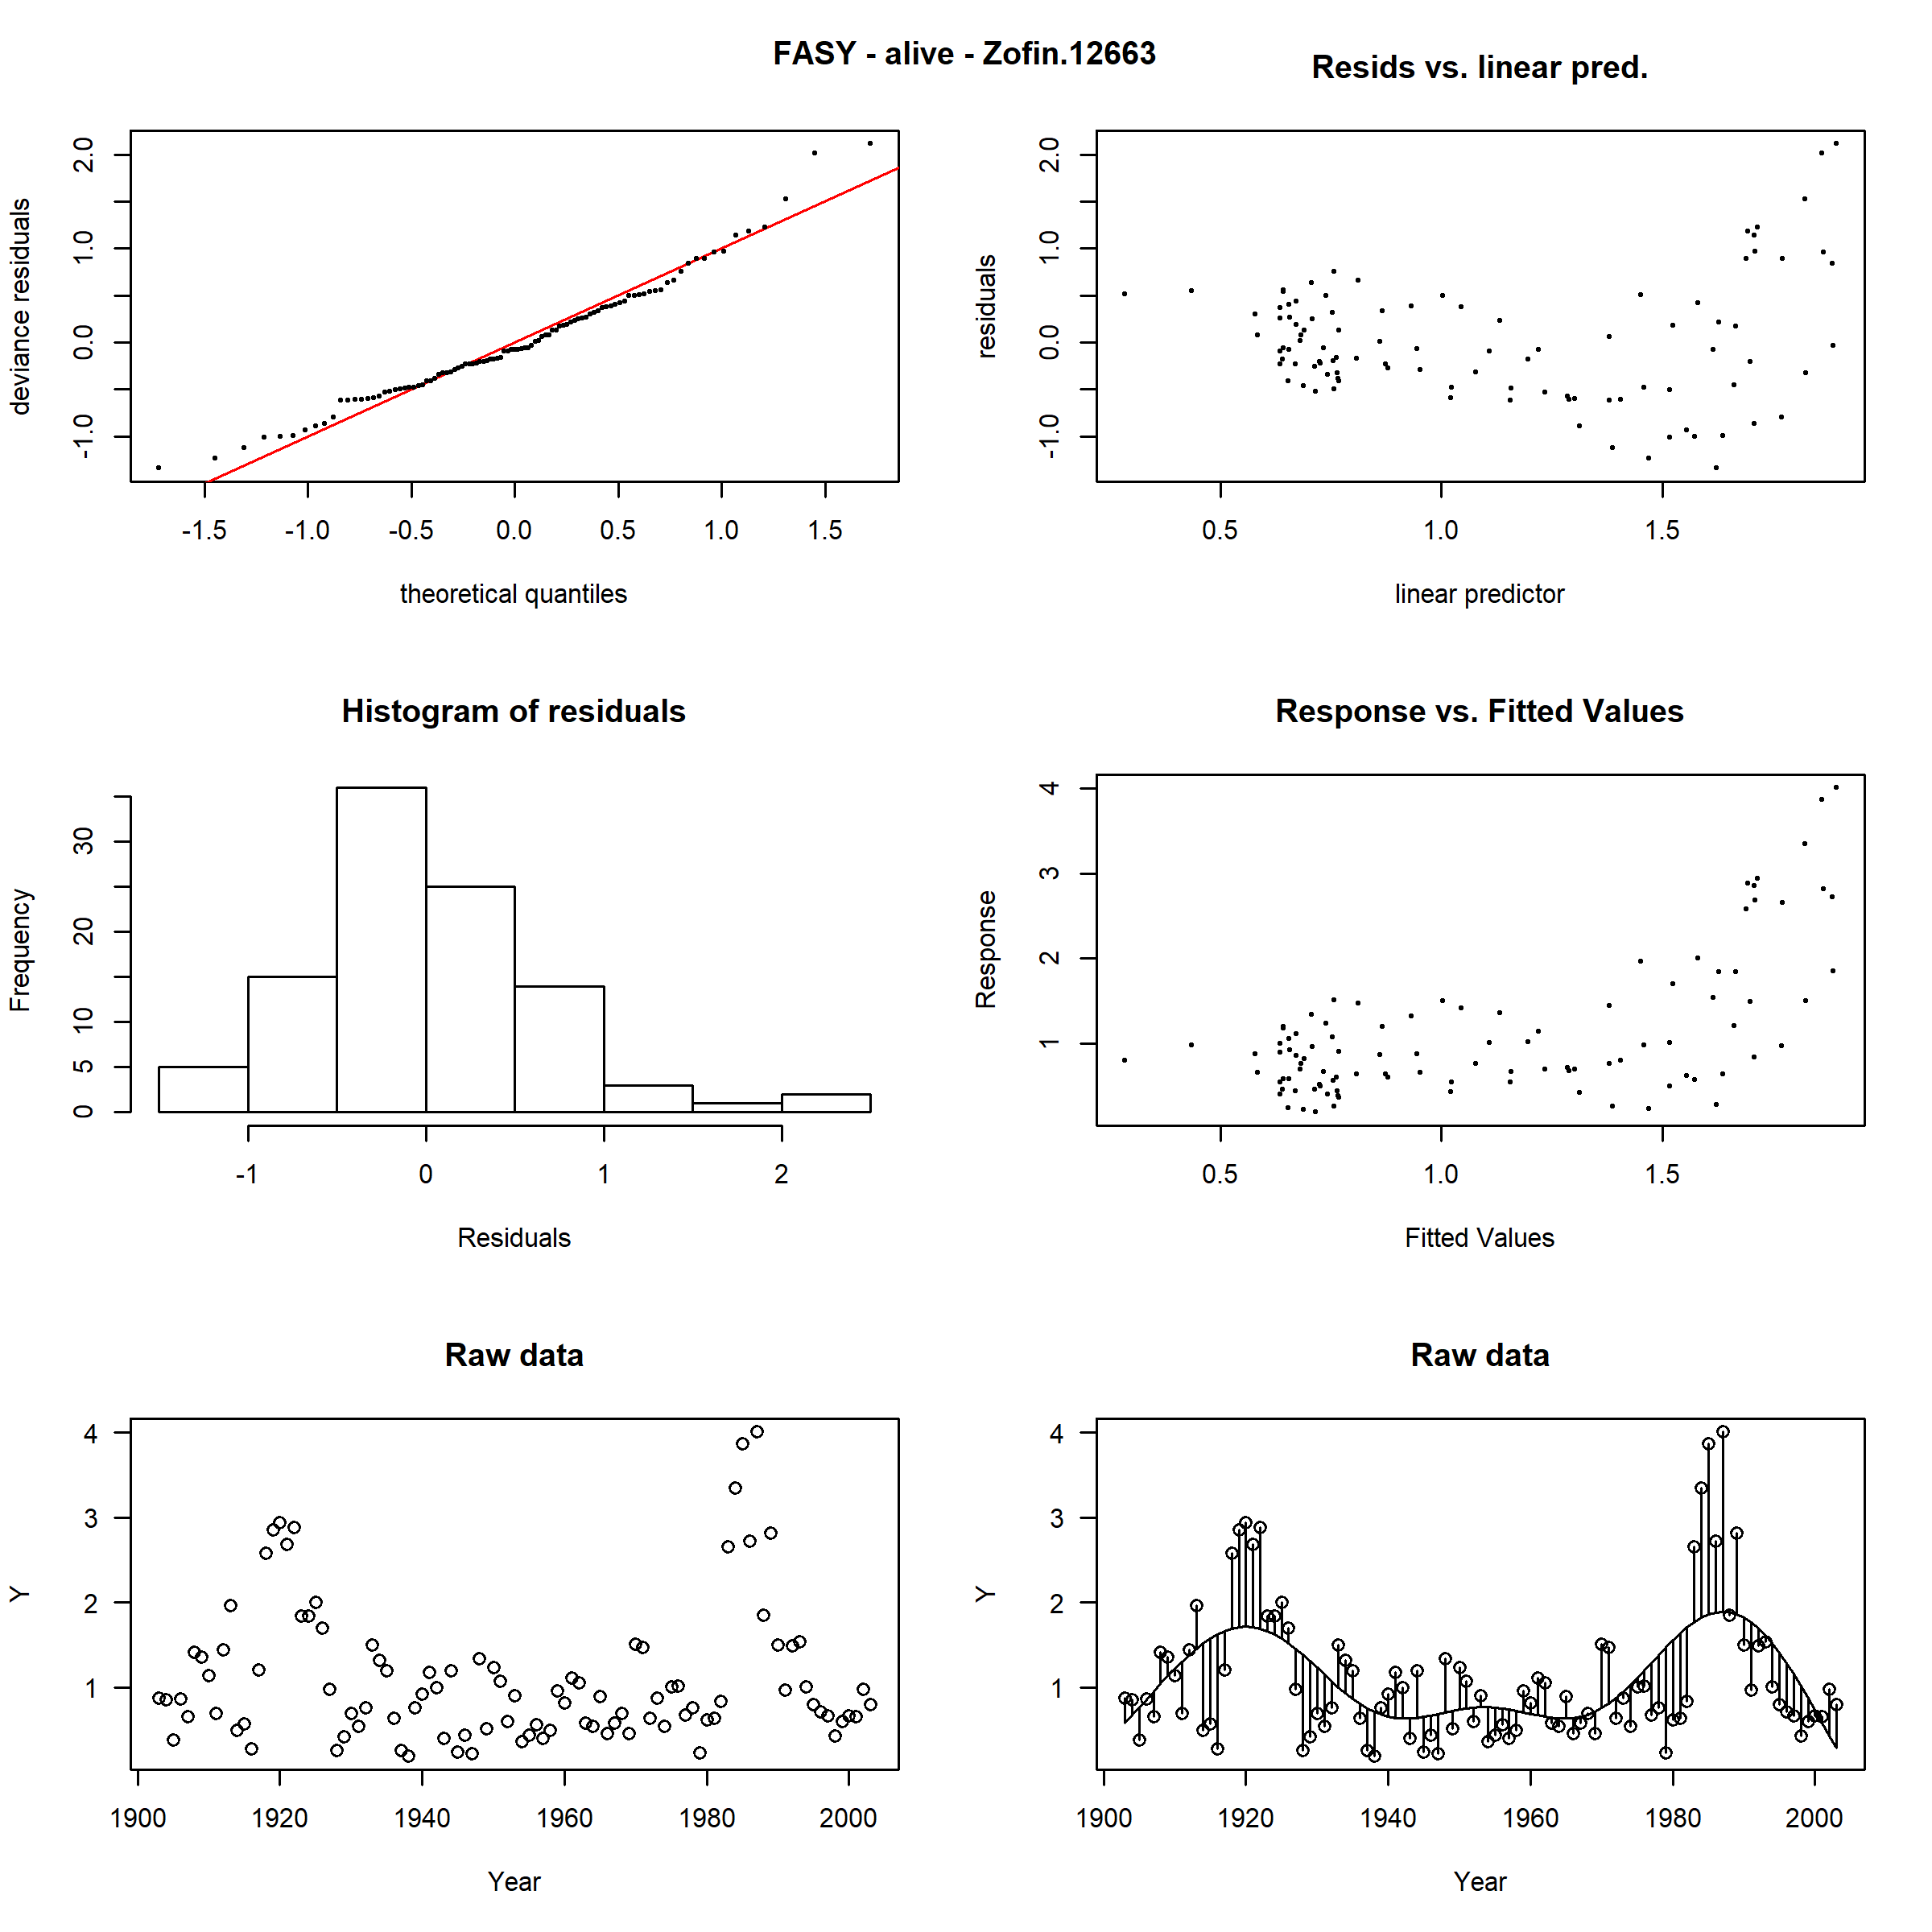 FASY - alive - Zofin.12663
Resids vs. linear pred.
deviance residuals
-1.0 0.0 1.0 2.0
-1.5 -1.0 -0.5 0.0 0.5 1.0 1.5
theoretical quantiles
residuals
-1.0 0.0 1.0 2.0
0.5 1.0 1.5
linear predictor
Histogram of residuals
Frequency
0 5 10 20 30
-1 0 1 2
Residuals
Response vs. Fitted Values
Response
1 2 3 4
0.5 1.0 1.5
Fitted Values
Raw data
Y
1 2 3 4
1900 1920 1940 1960 1980 2000
Year
Raw data
Y
1 2 3 4
1900 1920 1940 1960 1980 2000
Year